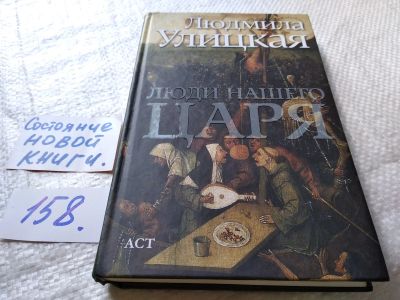 Людмила
Улицкая
ЛЮДИ НАШЕГО
ЦАРЯ
АСТ
Состояние
НОВОЙ
КНИГИ.
158.